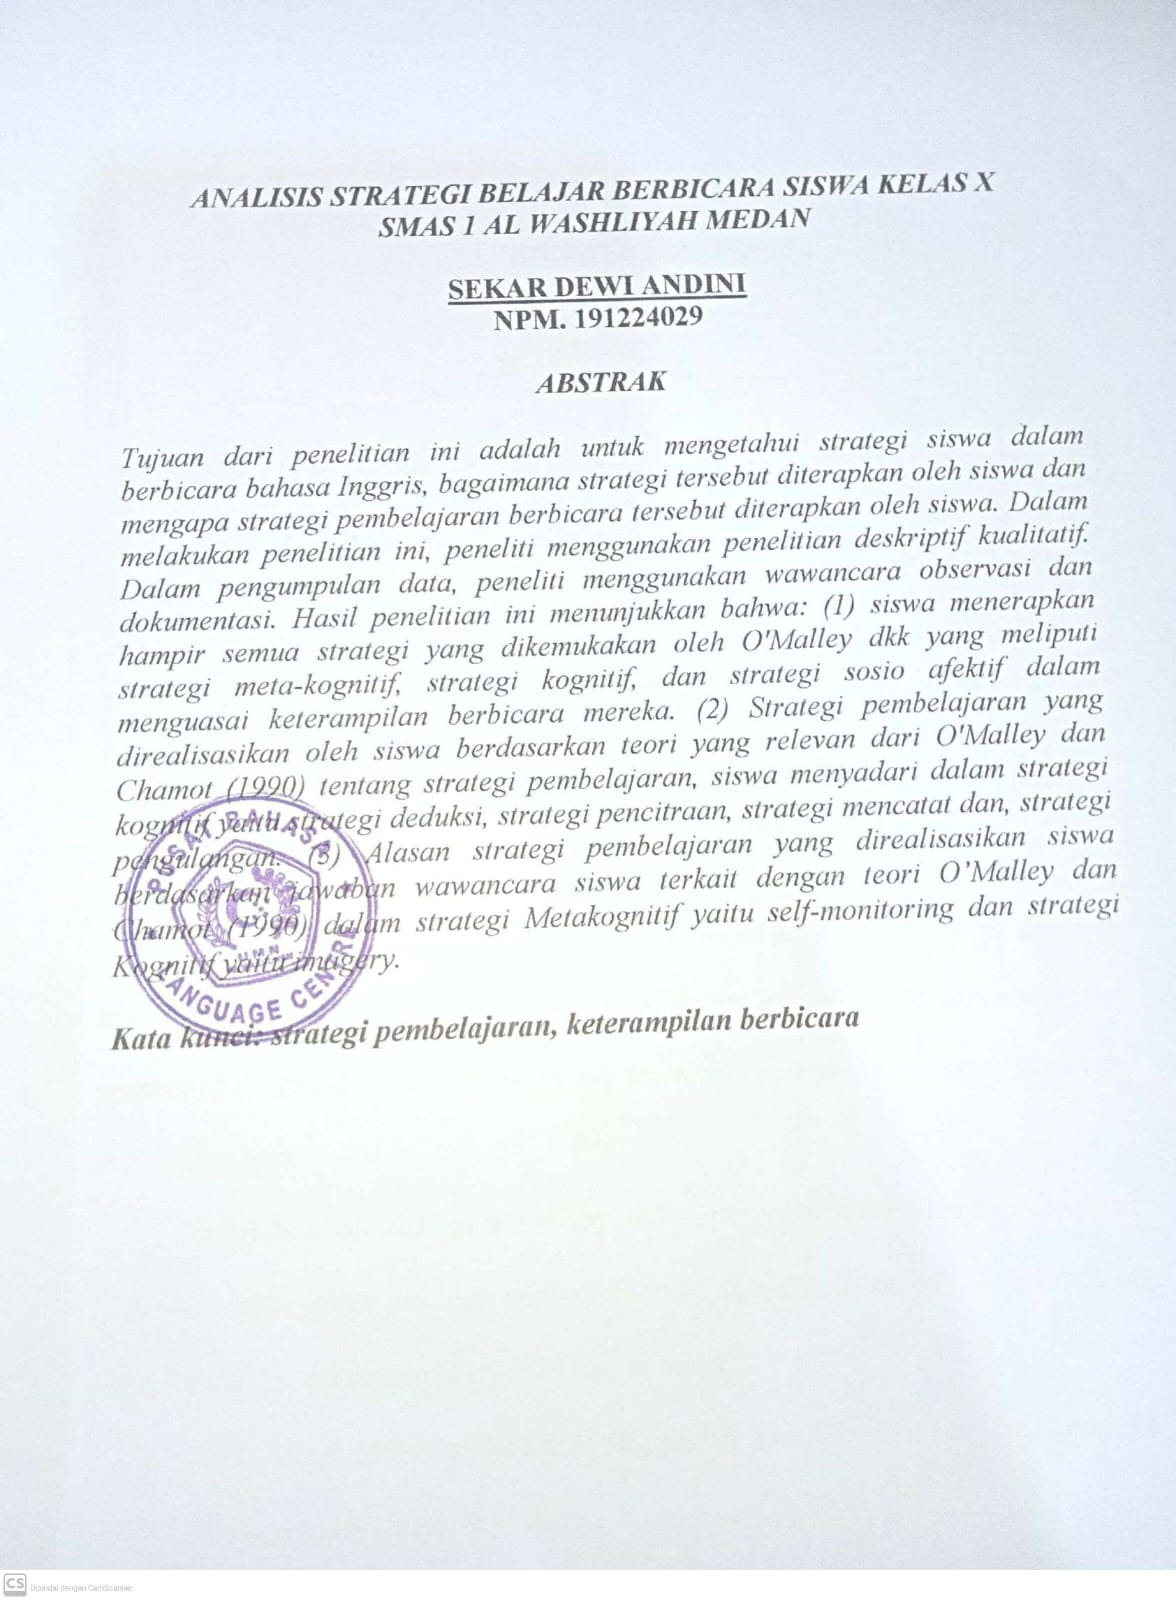 ANALISIS STRATEGI BELAJAR BERBICARA SISWA KELAS X
SMAS 1 AL WASHLIYAH MEDAN
SEKAR DEWI ANDINI
NPM. 191224029
ABSTRAK
Tujuan dari penelitian ini adalah untuk mengetahui strategi siswa dalam
berbicara bahasa Inggris, bagaimana strategi tersebut diterapkan oleh siswa dan
mengapa strategi pembelajaran berbicara tersebut diterapkan oleh siswa. Dalam
melakukan penelitian ini, peneliti menggunakan penelitian deskriptif kualitatif.
Dalam pengumpulan data, peneliti menggunakan wawancara observasi dan
dokumentasi. Hasil penelitian ini menunjukkan bahwa: (1) siswa menerapkan
hampir semua strategi yang dikemukakan oleh O'Malley dkk yang meliputi
strategi meta-kognitif, strategi kognitif, dan strategi sosio afektif dalam
menguasai keterampilan berbicara mereka. (2) Strategi pembelajaran yang
direalisasikan oleh siswa berdasarkan teori yang relevan dari O'Malley dan
Chamot (1990) tentang strategi pembelajaran, siswa menyadari dalam strategi
kognitif yaitu strategi deduksi, strategi pencitraan, strategi mencatat dan, strategi
pengulangan. (3) Alasan strategi pembelajaran yang direalisasikan siswa
berdasarkan jawaban wawancara siswa terkait dengan teori O’Malley dan
Chamot (1990) dalam strategi Metakognitif yaitu self-monitoring dan strategi
Kognitif yaitu imagery.
Kata kunci: strategi pembelajaran, keterampilan berbicara
PUSAT BAHASA
UMN
LANGUAGE CENTRE
CS Dipindai dengan CamScanner